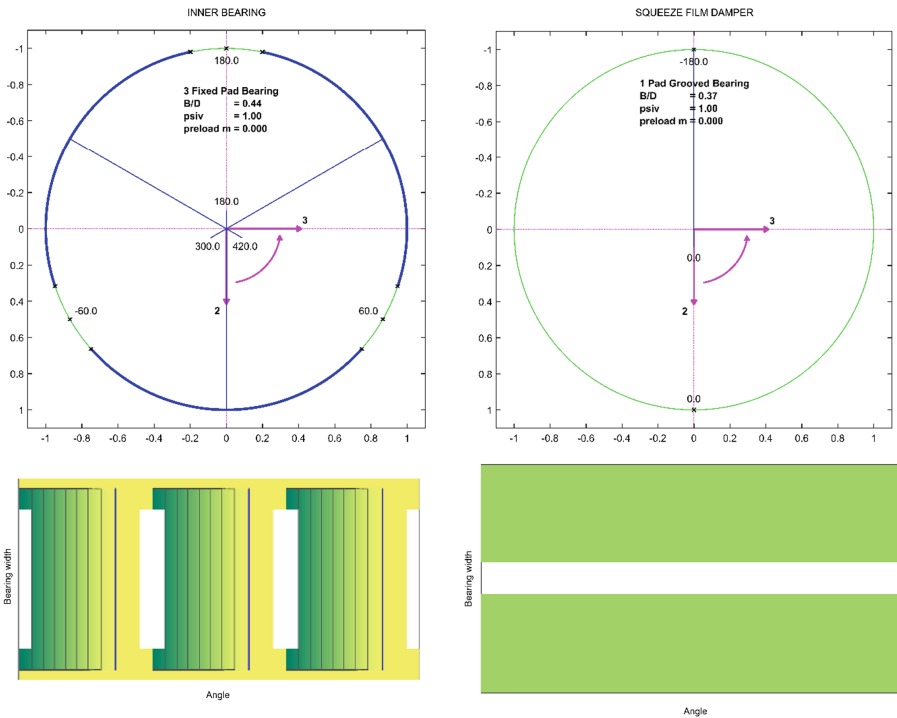 INNER BEARING
-1
-0.8
-0.6
-0.4
-0.2
0
0.2
0.4
0.6
0.8
1
180.0
3 Fixed Pad Bearing
B/D = 0.44
psiv = 1.00
preload m = 0.000
180.0
3
300.0 420.0
2
-60.0 60.0
-1 -0.8 -0.6 -0.4 -0.2 0 0.2 0.4 0.6 0.8 1
Bearing width
Angle
SQUEEZE FILM DAMPER
-1
-0.8
-0.6
-0.4
-0.2
0
0.2
0.4
0.6
0.8
1
-180.0
1 Pad Grooved Bearing
B/D = 0.37
psiv = 1.00
preload m = 0.000
3
0.0
2
0.0
-1 -0.8 -0.6 -0.4 -0.2 0 0.2 0.4 0.6 0.8 1
Bearing width
Angle